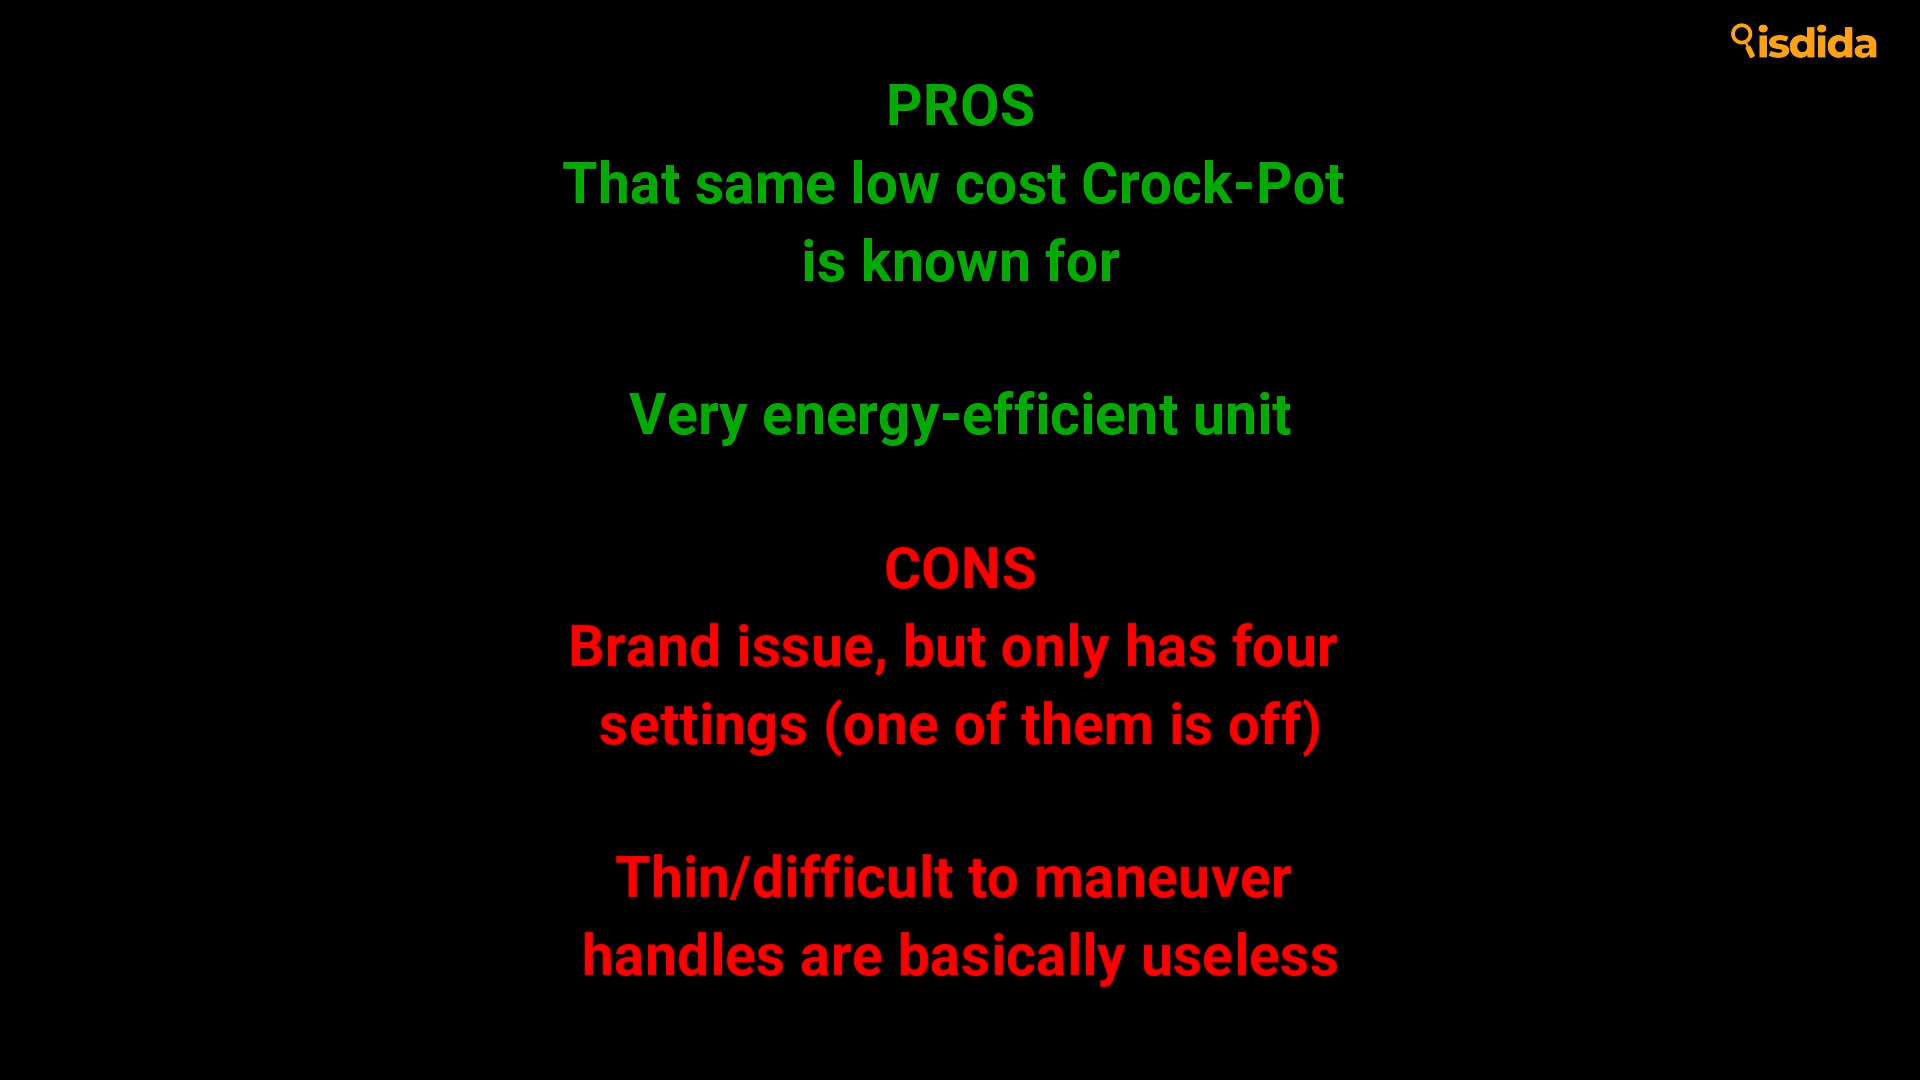 isdida
PROS
That same low cost Crock-Pot
is known for
Very energy-efficient unit
CONS
Brand issue, but only has four
settings (one of them is off)
Thin/difficult to maneuver
handles are basically useless